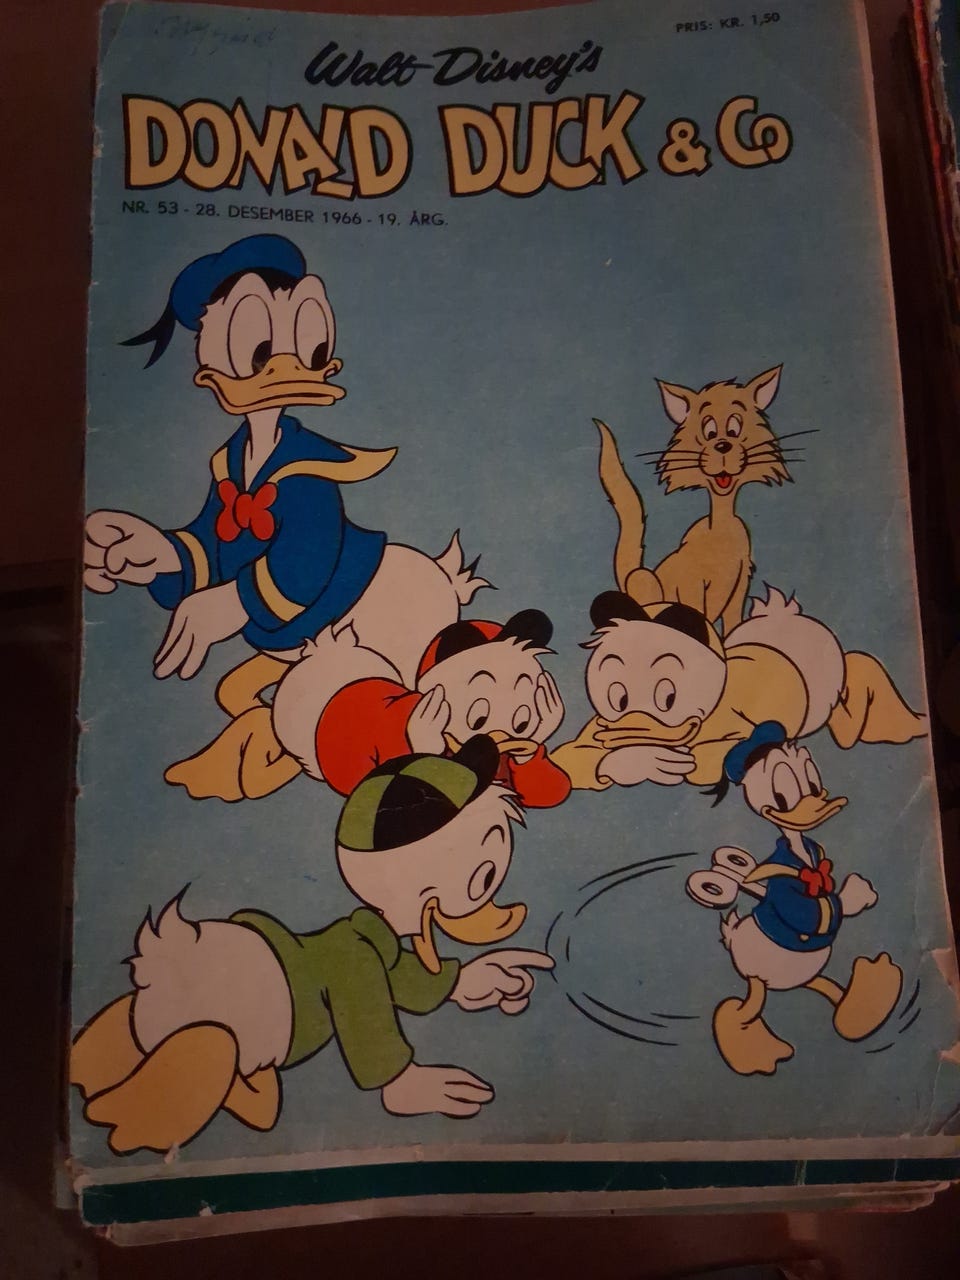 PRIS: KR. 1,50
Walt Disney's
DONALD DUCK & Co
NR. 53 - 28. DESEMBER 1966 - 19. ÅRG.